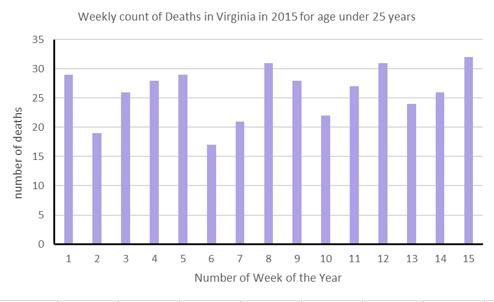 Weekly count of Deaths in Virginia in 2015 for age under 25 years
number of deaths
35
30
25
20
15
10
5
0
1 2 3 4 5 6 7 8 9 10 11 12 13 14 15
Number of Week of the Year